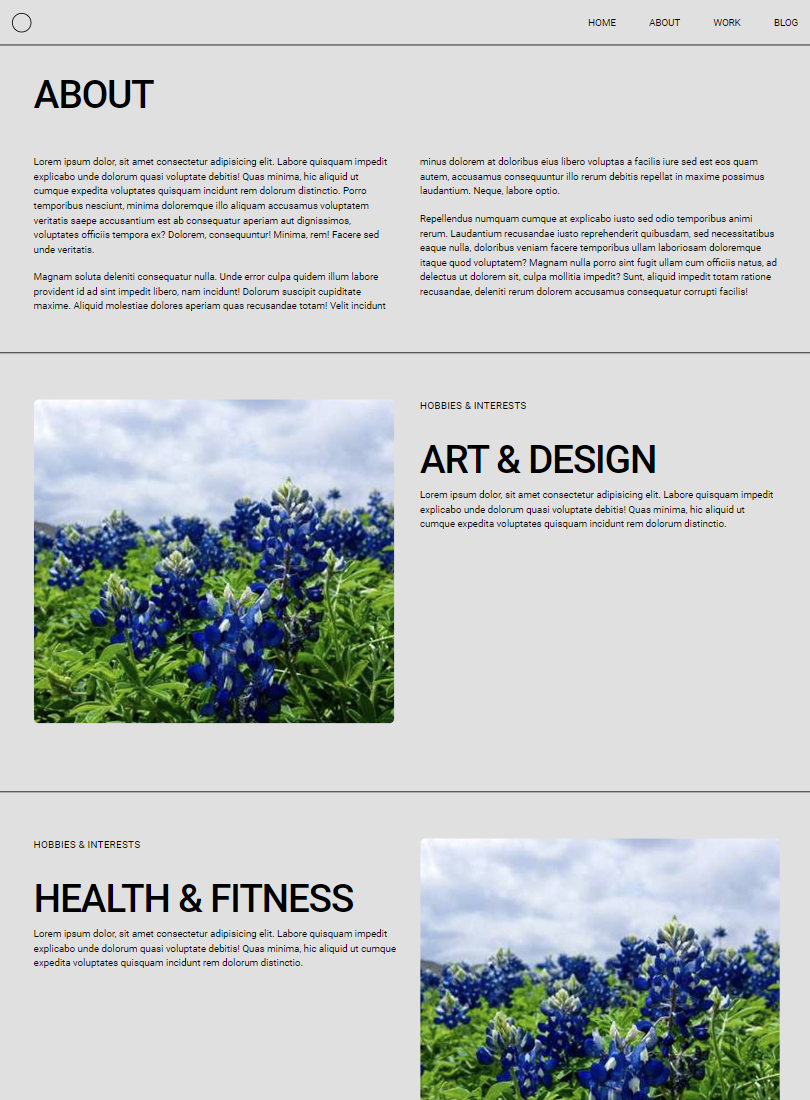 HOME ABOUT WORK BLOG
ABOUT
Lorem ipsum dolor, sit amet consectetur adipisicing elit. Labore quisquam impedit
explicabo unde dolorum quasi voluptate debitis! Quas minima, hic aliquid ut
cumque expedita voluptates quisquam incidunt rem dolorum distinctio. Porro
temporibus nesciunt, minima doloremque illo aliquam accusamus voluptatem
veritatis saepe accusantium est ab consequatur aperiam aut dignissimos,
voluptates officiis tempora ex? Dolorem, consequuntur! Minima, rem! Facere sed
unde veritatis.
Magnam soluta deleniti consequatur nulla. Unde error culpa quidem illum labore
provident id ad sint impedit libero, nam incidunt! Dolorum suscipit cupiditate
maxime. Aliquid molestiae dolores aperiam quas recusandae totam! Velit incidunt
minus dolorem at doloribus eius libero voluptas a facilis iure sed est eos quam
autem, accusamus consequuntur illo rerum debitis repellat in maxime possimus
laudantium. Neque, labore optio.
Repellendus numquam cumque at explicabo iusto sed odio temporibus animi
rerum. Laudantium recusandae iusto reprehenderit quibusdam, sed necessitatibus
eaque nulla, doloribus veniam facere temporibus ullam laboriosam doloremque
itaque quod voluptatem? Magnam nulla porro sint fugit ullam cum officiis natus, ad
delectus ut dolorem sit, culpa mollitia impedit? Sunt, aliquid impedit totam ratione
recusandae, deleniti rerum dolorem accusamus consequatur corrupti facilis!
HOBBIES & INTERESTS
ART & DESIGN
Lorem ipsum dolor, sit amet consectetur adipisicing elit. Labore quisquam impedit
explicabo unde dolorum quasi voluptate debitis! Quas minima, hic aliquid ut
cumque expedita voluptates quisquam incidunt rem dolorum distinctio.
HOBBIES & INTERESTS
HEALTH & FITNESS
Lorem ipsum dolor, sit amet consectetur adipisicing elit. Labore quisquam impedit
explicabo unde dolorum quasi voluptate debitis! Quas minima, hic aliquid ut cumque
expedita voluptates quisquam incidunt rem dolorum distinctio.